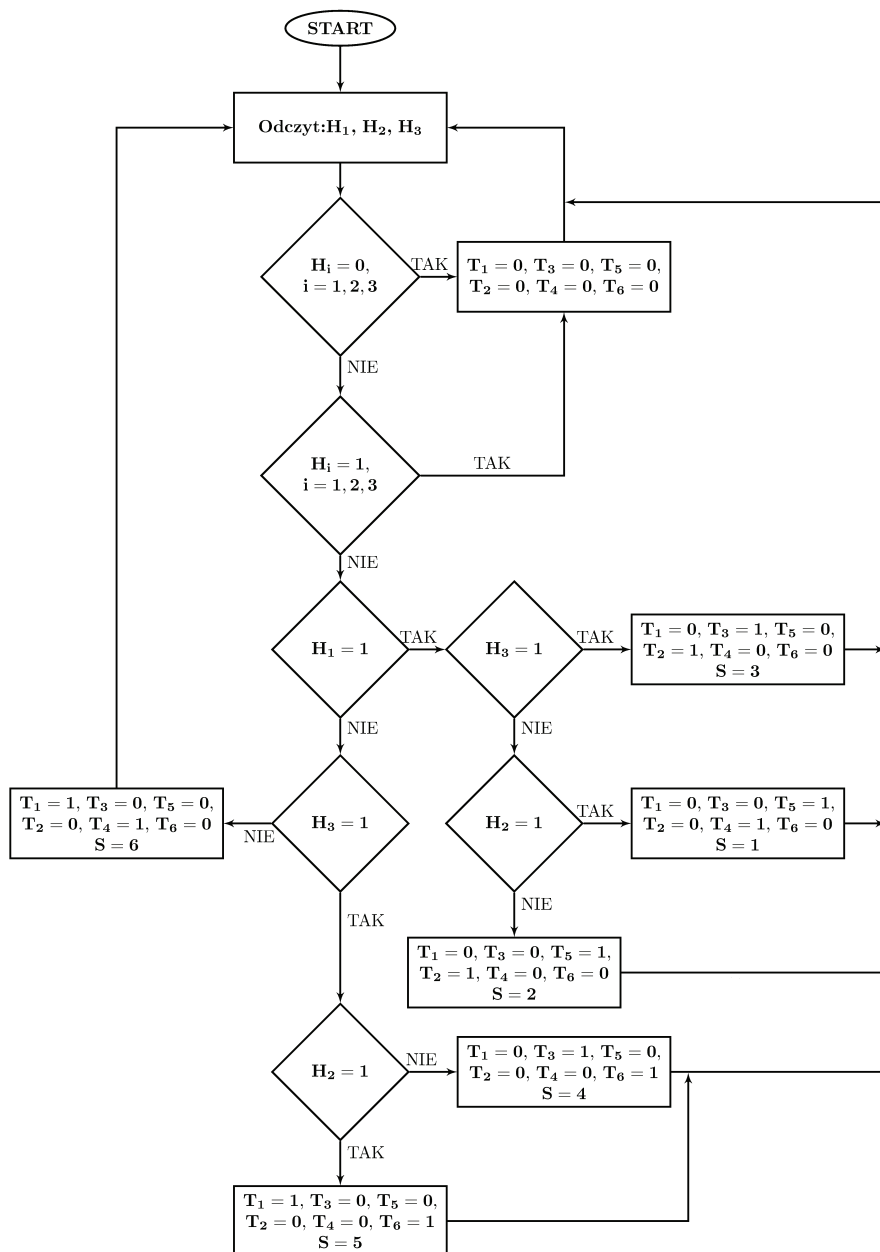 START
Odczyt:H₁, H₂, H₃
Hᵢ = 0,
i = 1, 2, 3
TAK
T₁ = 0, T₃ = 0, T₅ = 0,
T₂ = 0, T₄ = 0, T₆ = 0
NIE
Hᵢ = 1,
i = 1, 2, 3
TAK
NIE
H₁ = 1
TAK
H₃ = 1
TAK
T₁ = 0, T₃ = 1, T₅ = 0,
T₂ = 1, T₄ = 0, T₆ = 0
S = 3
NIE
NIE
T₁ = 1, T₃ = 0, T₅ = 0,
T₂ = 0, T₄ = 1, T₆ = 0
S = 6
NIE
H₃ = 1
H₂ = 1
TAK
T₁ = 0, T₃ = 0, T₅ = 1,
T₂ = 0, T₄ = 1, T₆ = 0
S = 1
TAK
NIE
T₁ = 0, T₃ = 0, T₅ = 1,
T₂ = 1, T₄ = 0, T₆ = 0
S = 2
H₂ = 1
NIE
T₁ = 0, T₃ = 1, T₅ = 0,
T₂ = 0, T₄ = 0, T₆ = 1
S = 4
TAK
T₁ = 1, T₃ = 0, T₅ = 0,
T₂ = 0, T₄ = 0, T₆ = 1
S = 5